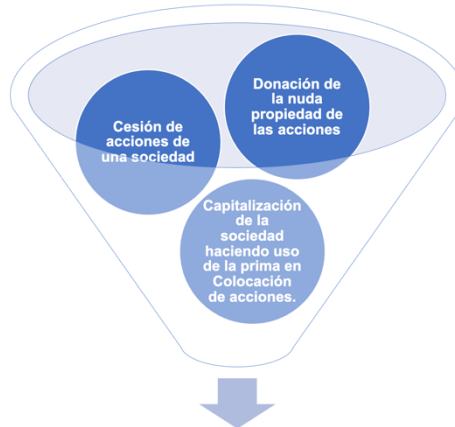 Cesión de
acciones de
una sociedad
Donación de
la nuda
propiedad de
las acciones
Capitalización
de la
sociedad
haciendo uso
de la prima en
Colocación
de acciones.